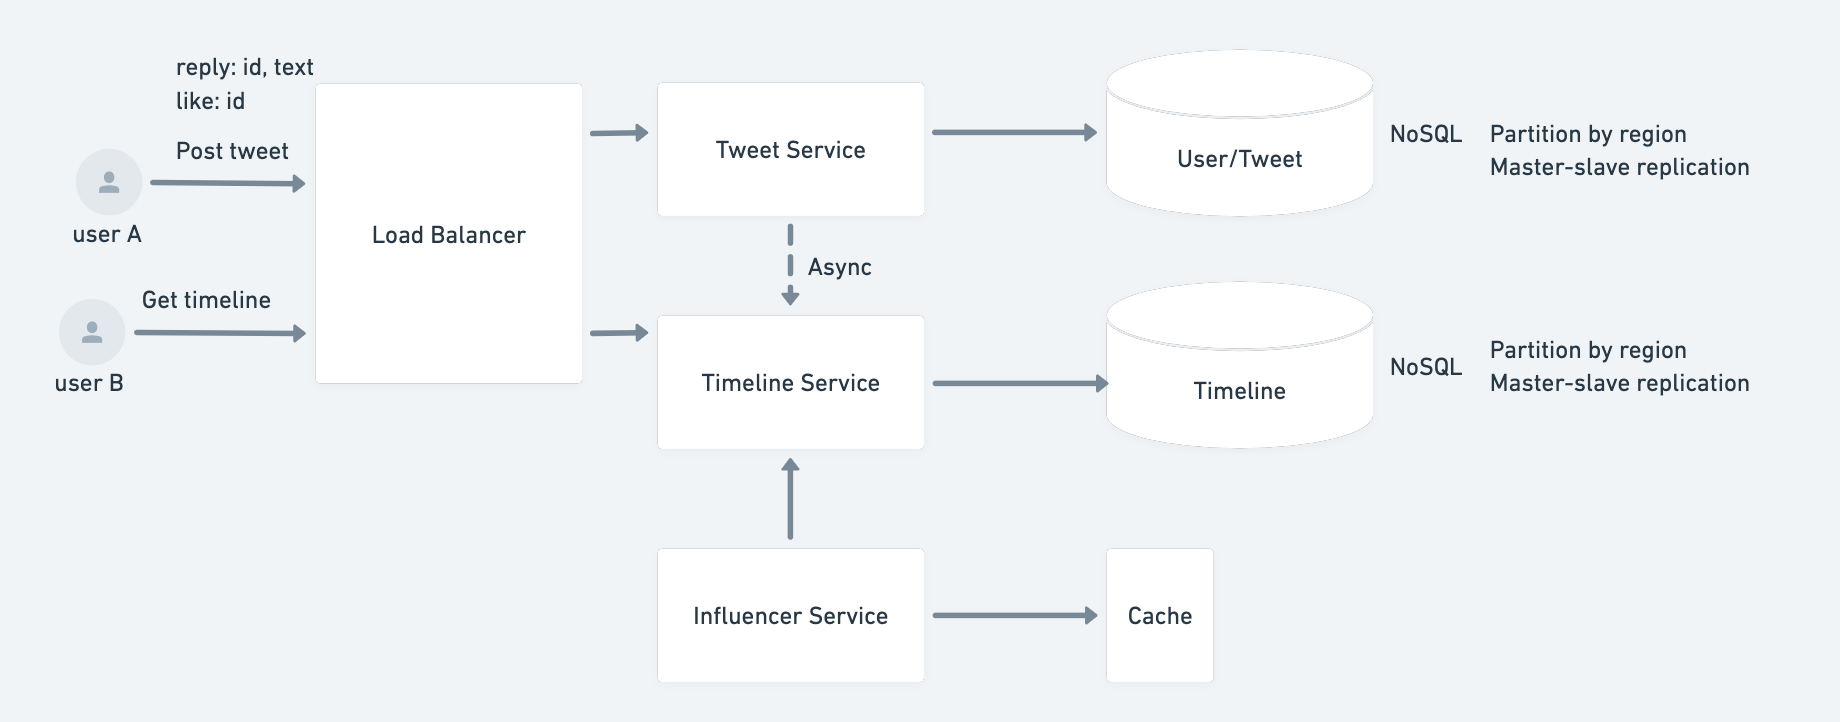 reply: id, text
like: id
Post tweet
user A
Get timeline
user B
Load Balancer
Tweet Service
Async
Timeline Service
Influencer Service
User/Tweet
NoSQL
Partition by region
Master-slave replication
Timeline
NoSQL
Partition by region
Master-slave replication
Cache